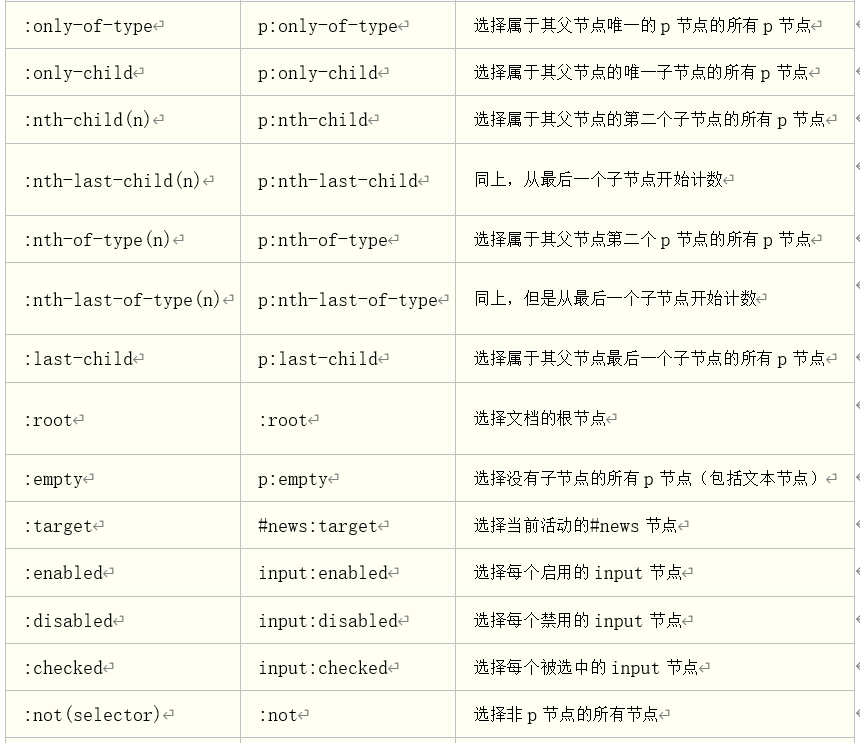 :only-of-type↵ p:only-of-type↵ 选择属于其父节点唯一的 p 节点的所有 p 节点↵
:only-child↵ p:only-child↵ 选择属于其父节点的唯一子节点的所有 p 节点↵
:nth-child(n)↵ p:nth-child↵ 选择属于其父节点的第二个子节点的所有 p 节点↵
:nth-last-child(n)↵ p:nth-last-child↵ 同上，从最后一个子节点开始计数↵
:nth-of-type(n)↵ p:nth-of-type↵ 选择属于其父节点第二个 p 节点的所有 p 节点↵
:nth-last-of-type(n)↵ p:nth-last-of-type↵ 同上，但是从最后一个子节点开始计数↵
:last-child↵ p:last-child↵ 选择属于其父节点最后一个子节点的所有 p 节点↵
:root↵ :root↵ 选择文档的根节点↵
:empty↵ p:empty↵ 选择没有子节点的所有 p 节点（包括文本节点）↵
:target↵ #news:target↵ 选择当前活动的#news 节点↵
:enabled↵ input:enabled↵ 选择每个启用的 input 节点↵
:disabled↵ input:disabled↵ 选择每个禁用的 input 节点↵
:checked↵ input:checked↵ 选择每个被选中的 input 节点↵
:not(selector)↵ :not↵ 选择非 p 节点的所有节点↵